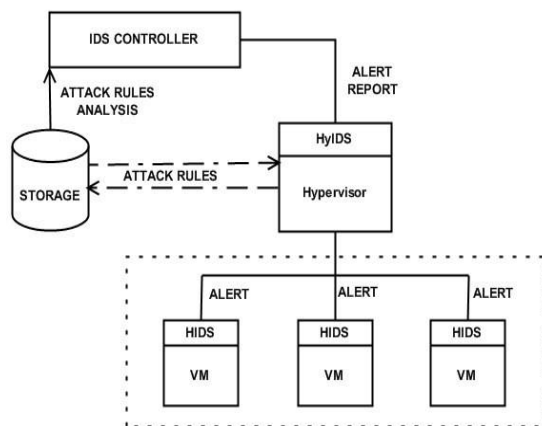 IDS CONTROLLER
ALERT
REPORT
ATTACK RULES
ANALYSIS
HyIDS
ATTACK RULES
STORAGE
Hypervisor
ALERT
ALERT
ALERT
HIDS
HIDS
HIDS
VM
VM
VM